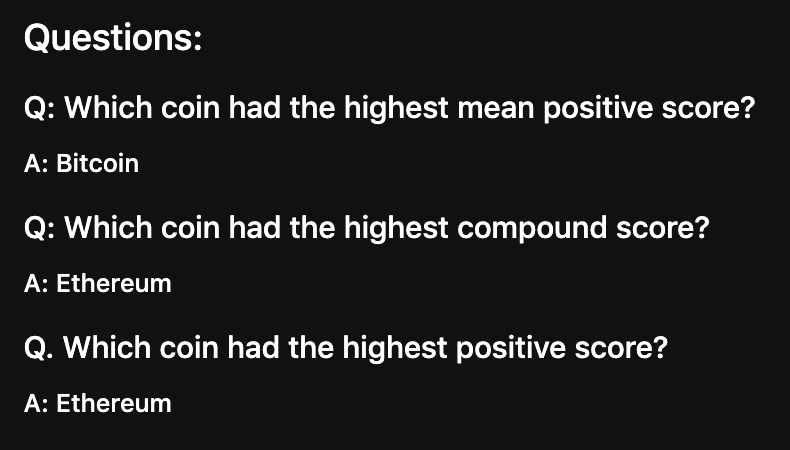 Questions:
Q: Which coin had the highest mean positive score?
A: Bitcoin
Q: Which coin had the highest compound score?
A: Ethereum
Q. Which coin had the highest positive score?
A: Ethereum